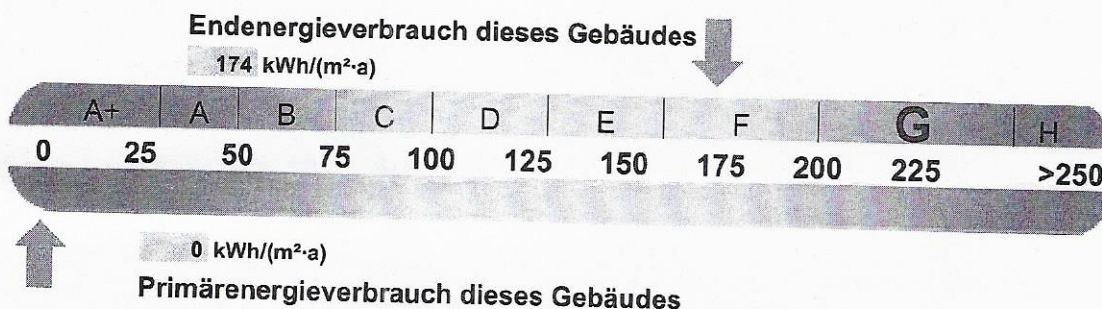 Endenergieverbrauch dieses Gebäudes
174 kWh/(m²·a)
A+ A B C D E F G H
0 25 50 75 100 125 150 175 200 225 >250
0 kWh/(m²·a)
Primärenergieverbrauch dieses Gebäudes